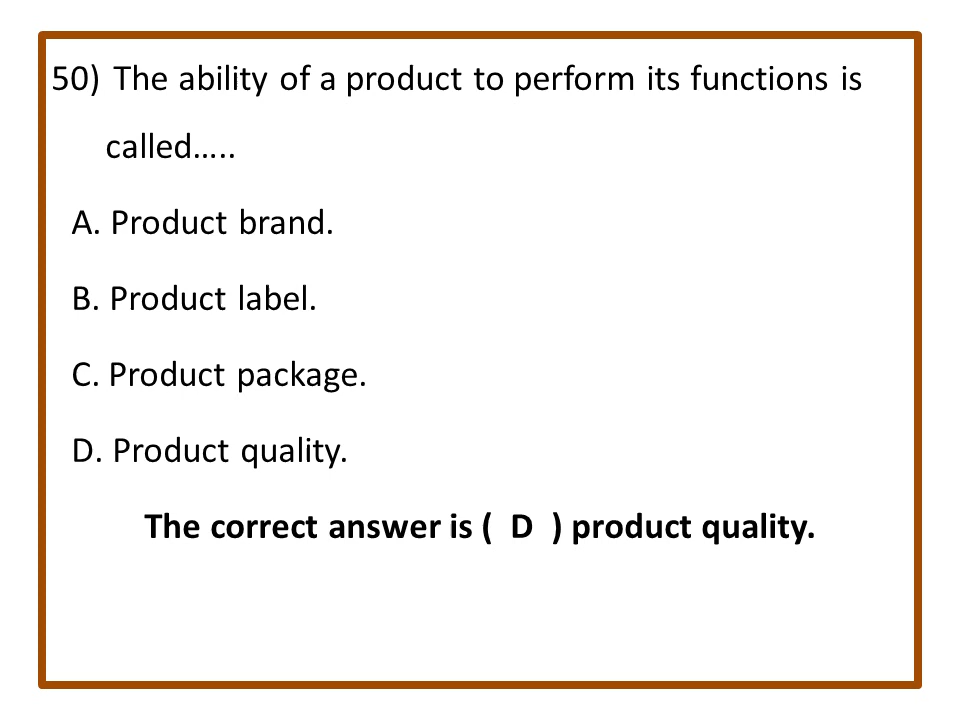 50) The ability of a product to perform its functions is
called.....
A. Product brand.
B. Product label.
C. Product package.
D. Product quality.
The correct answer is ( D ) product quality.